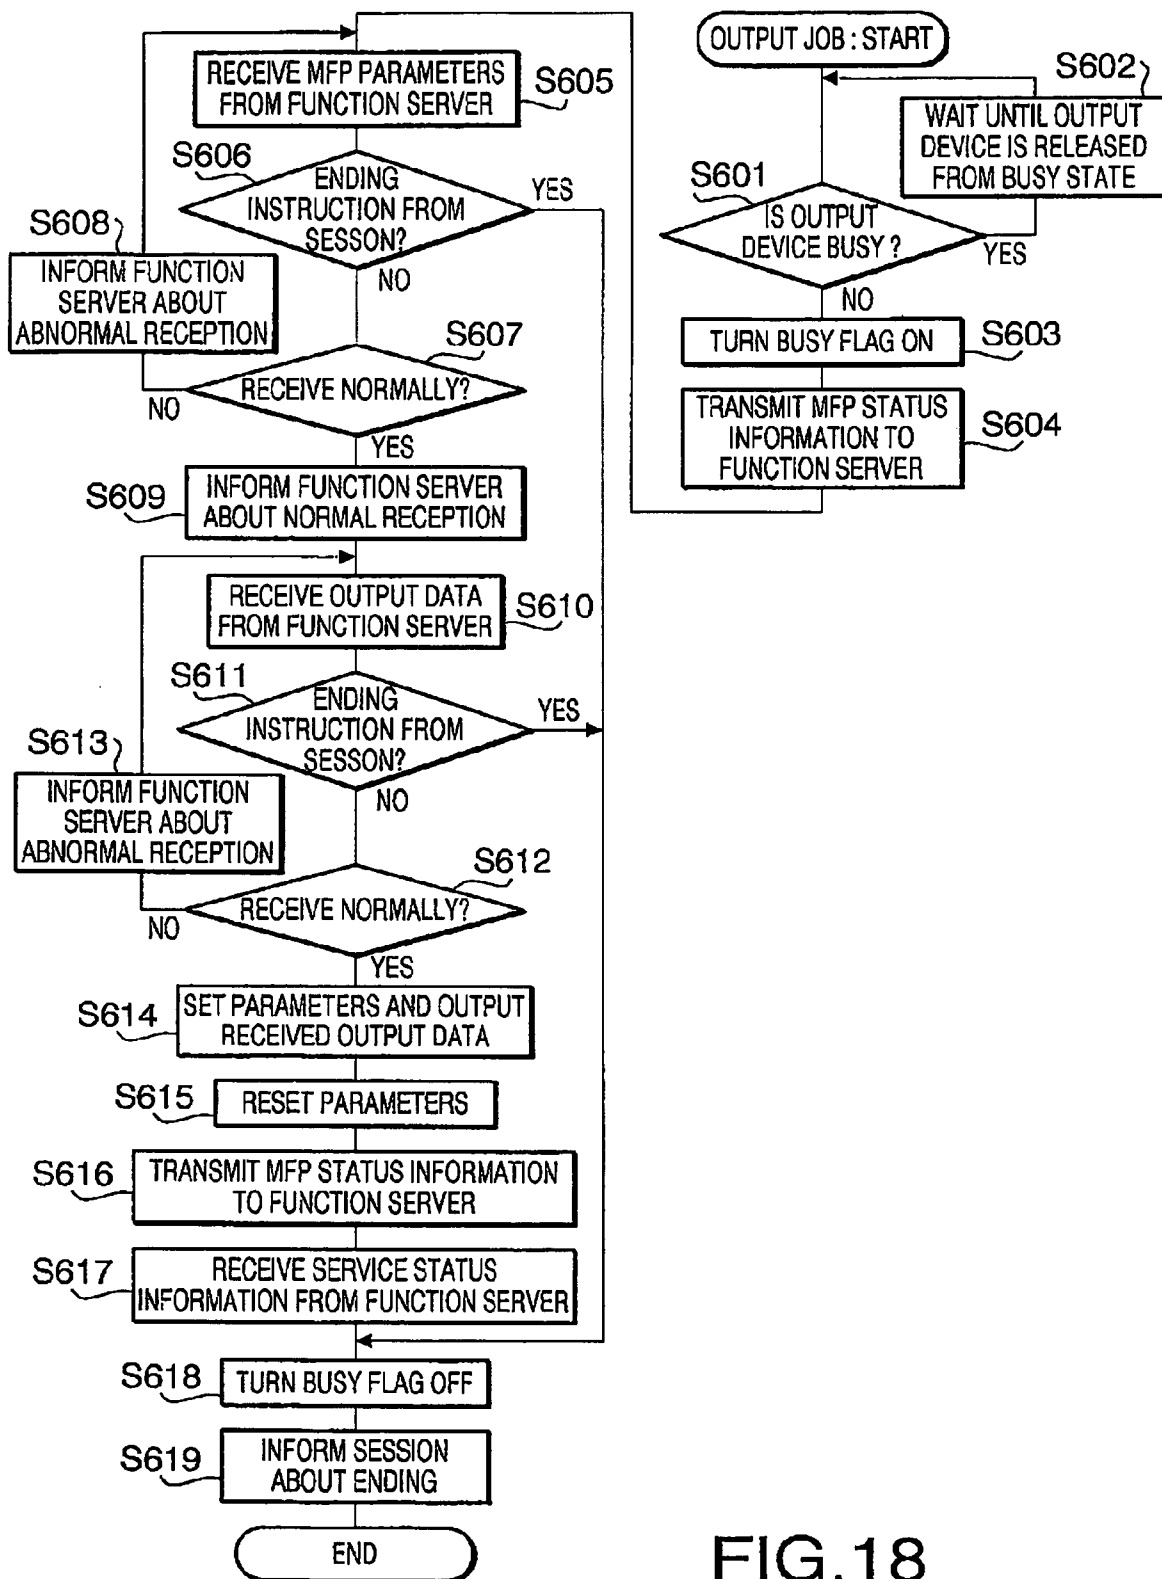 OUTPUT JOB : START
S602
WAIT UNTIL OUTPUT
DEVICE IS RELEASED
FROM BUSY STATE
S601
IS OUTPUT
DEVICE BUSY ?
YES
NO
TURN BUSY FLAG ON
S603
TRANSMIT MFP STATUS
INFORMATION TO
FUNCTION SERVER
S604
RECEIVE MFP PARAMETERS
FROM FUNCTION SERVER
S605
S606
ENDING
INSTRUCTION FROM
SESSON?
YES
NO
S608
INFORM FUNCTION
SERVER ABOUT
ABNORMAL RECEPTION
S607
RECEIVE NORMALLY?
NO
YES
S609
INFORM FUNCTION SERVER
ABOUT NORMAL RECEPTION
RECEIVE OUTPUT DATA
FROM FUNCTION SERVER
S610
S611
ENDING
INSTRUCTION FROM
SESSON?
YES
NO
S613
INFORM FUNCTION
SERVER ABOUT
ABNORMAL RECEPTION
S612
RECEIVE NORMALLY?
NO
YES
S614
SET PARAMETERS AND OUTPUT
RECEIVED OUTPUT DATA
S615
RESET PARAMETERS
S616
TRANSMIT MFP STATUS INFORMATION
TO FUNCTION SERVER
S617
RECEIVE SERVICE STATUS
INFORMATION FROM FUNCTION SERVER
S618
TURN BUSY FLAG OFF
S619
INFORM SESSION
ABOUT ENDING
END
FIG.18